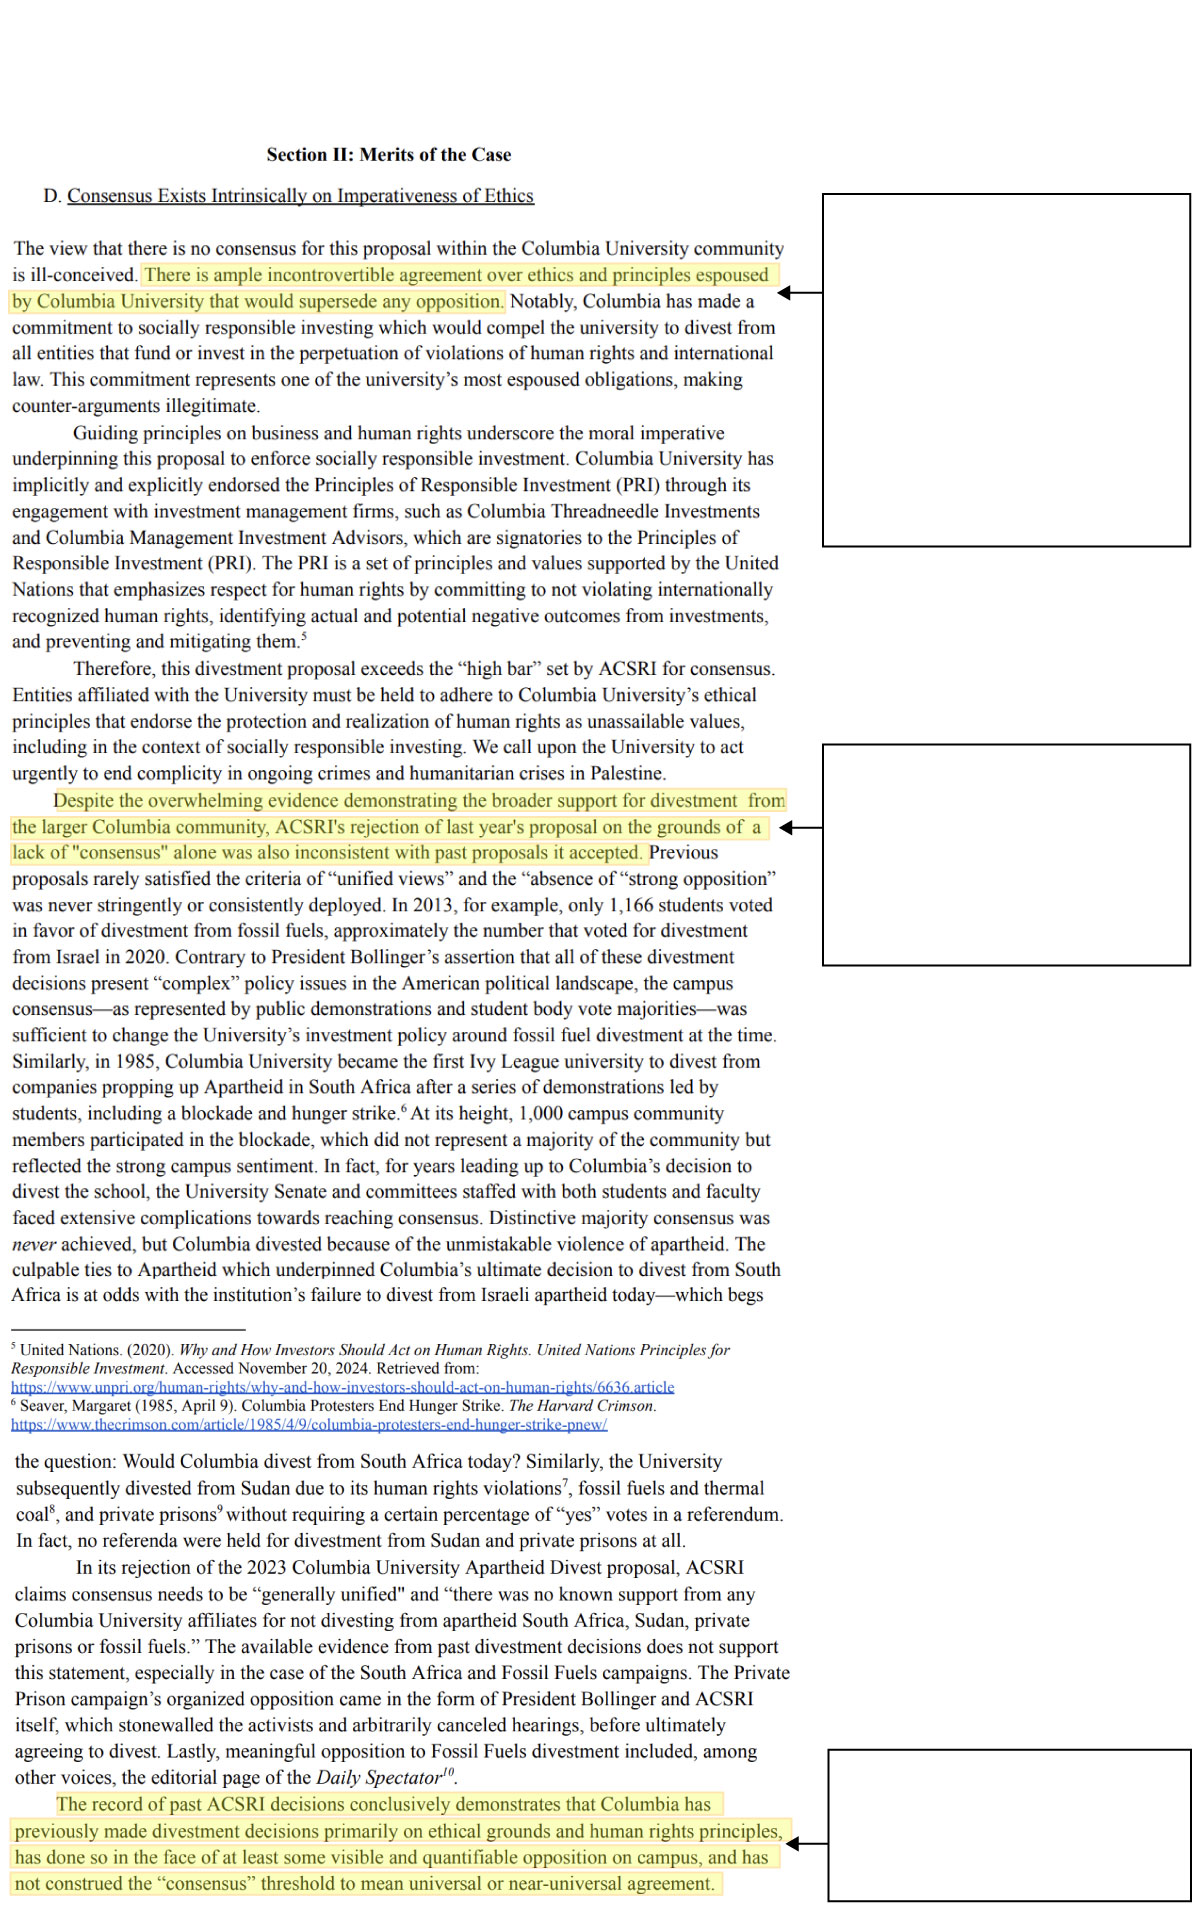 Section II: Merits of the Case
D. Consensus Exists Intrinsically on Imperativeness of Ethics
The view that there is no consensus for this proposal within the Columbia University community
is ill-conceived. There is ample incontrovertible agreement over ethics and principles espoused
by Columbia University that would supersede any opposition. Notably, Columbia has made a
commitment to socially responsible investing which would compel the university to divest from
all entities that fund or invest in the perpetuation of violations of human rights and international
law. This commitment represents one of the university’s most espoused obligations, making
counter-arguments illegitimate.
Guiding principles on business and human rights underscore the moral imperative
underpinning this proposal to enforce socially responsible investment. Columbia University has
implicitly and explicitly endorsed the Principles of Responsible Investment (PRI) through its
engagement with investment management firms, such as Columbia Threadneedle Investments
and Columbia Management Investment Advisors, which are signatories to the Principles of
Responsible Investment (PRI). The PRI is a set of principles and values supported by the United
Nations that emphasizes respect for human rights by committing to not violating internationally
recognized human rights, identifying actual and potential negative outcomes from investments,
and preventing and mitigating them.5
Therefore, this divestment proposal exceeds the “high bar” set by ACSRI for consensus.
Entities affiliated with the University must be held to adhere to Columbia University’s ethical
principles that endorse the protection and realization of human rights as unassailable values,
including in the context of socially responsible investing. We call upon the University to act
urgently to end complicity in ongoing crimes and humanitarian crises in Palestine.
Despite the overwhelming evidence demonstrating the broader support for divestment from
the larger Columbia community, ACSRI's rejection of last year's proposal on the grounds of a
lack of "consensus" alone was also inconsistent with past proposals it accepted. Previous
proposals rarely satisfied the criteria of “unified views” and the “absence of “strong opposition”
was never stringently or consistently deployed. In 2013, for example, only 1,166 students voted
in favor of divestment from fossil fuels, approximately the number that voted for divestment
from Israel in 2020. Contrary to President Bollinger’s assertion that all of these divestment
decisions present “complex” policy issues in the American political landscape, the campus
consensus—as represented by public demonstrations and student body vote majorities—was
sufficient to change the University’s investment policy around fossil fuel divestment at the time.
Similarly, in 1985, Columbia University became the first Ivy League university to divest from
companies propping up Apartheid in South Africa after a series of demonstrations led by
students, including a blockade and hunger strike.6 At its height, 1,000 campus community
members participated in the blockade, which did not represent a majority of the community but
reflected the strong campus sentiment. In fact, for years leading up to Columbia’s decision to
divest the school, the University Senate and committees staffed with both students and faculty
faced extensive complications towards reaching consensus. Distinctive majority consensus was
never achieved, but Columbia divested because of the unmistakable violence of apartheid. The
culpable ties to Apartheid which underpinned Columbia’s ultimate decision to divest from South
Africa is at odds with the institution’s failure to divest from Israeli apartheid today—which begs
5 United Nations. (2020). Why and How Investors Should Act on Human Rights. United Nations Principles for
Responsible Investment. Accessed November 20, 2024. Retrieved from:
https://www.unpri.org/human-rights/why-and-how-investors-should-act-on-human-rights/6636.article
6 Seaver, Margaret (1985, April 9). Columbia Protesters End Hunger Strike. The Harvard Crimson.
https://www.thecrimson.com/article/1985/4/9/columbia-protesters-end-hunger-strike-pnew/
the question: Would Columbia divest from South Africa today? Similarly, the University
subsequently divested from Sudan due to its human rights violations7, fossil fuels and thermal
coal8, and private prisons9 without requiring a certain percentage of “yes” votes in a referendum.
In fact, no referenda were held for divestment from Sudan and private prisons at all.
In its rejection of the 2023 Columbia University Apartheid Divest proposal, ACSRI
claims consensus needs to be “generally unified" and “there was no known support from any
Columbia University affiliates for not divesting from apartheid South Africa, Sudan, private
prisons or fossil fuels.” The available evidence from past divestment decisions does not support
this statement, especially in the case of the South Africa and Fossil Fuels campaigns. The Private
Prison campaign’s organized opposition came in the form of President Bollinger and ACSRI
itself, which stonewalled the activists and arbitrarily canceled hearings, before ultimately
agreeing to divest. Lastly, meaningful opposition to Fossil Fuels divestment included, among
other voices, the editorial page of the Daily Spectator10.
The record of past ACSRI decisions conclusively demonstrates that Columbia has
previously made divestment decisions primarily on ethical grounds and human rights principles,
has done so in the face of at least some visible and quantifiable opposition on campus, and has
not construed the “consensus” threshold to mean universal or near-universal agreement.